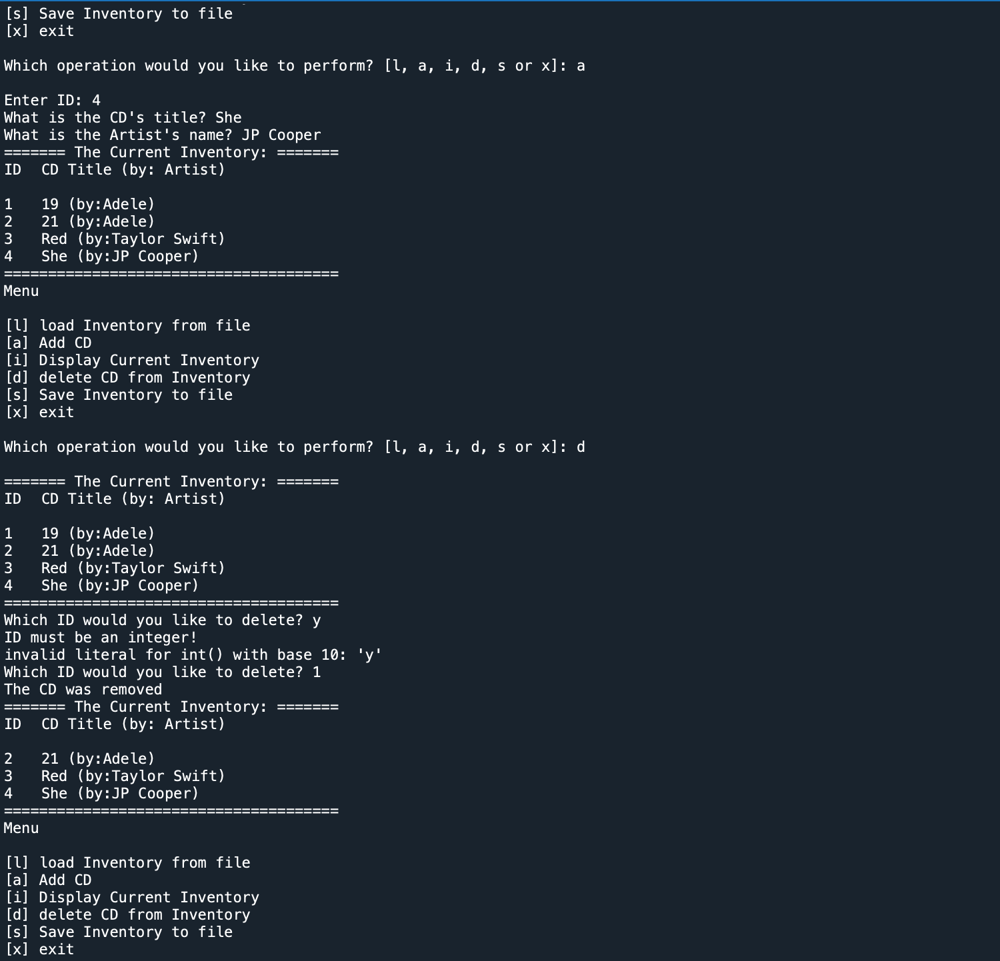 [s] Save Inventory to file
[x] exit
Which operation would you like to perform? [l, a, i, d, s or x]: a
Enter ID: 4
What is the CD's title? She
What is the Artist's name? JP Cooper
======= The Current Inventory: =======
ID  CD Title (by: Artist)
1   19 (by:Adele)
2   21 (by:Adele)
3   Red (by:Taylor Swift)
4   She (by:JP Cooper)
======================================
Menu
[l] load Inventory from file
[a] Add CD
[i] Display Current Inventory
[d] delete CD from Inventory
[s] Save Inventory to file
[x] exit
Which operation would you like to perform? [l, a, i, d, s or x]: d
======= The Current Inventory: =======
ID  CD Title (by: Artist)
1   19 (by:Adele)
2   21 (by:Adele)
3   Red (by:Taylor Swift)
4   She (by:JP Cooper)
======================================
Which ID would you like to delete? y
ID must be an integer!
invalid literal for int() with base 10: 'y'
Which ID would you like to delete? 1
The CD was removed
======= The Current Inventory: =======
ID  CD Title (by: Artist)
2   21 (by:Adele)
3   Red (by:Taylor Swift)
4   She (by:JP Cooper)
======================================
Menu
[l] load Inventory from file
[a] Add CD
[i] Display Current Inventory
[d] delete CD from Inventory
[s] Save Inventory to file
[x] exit